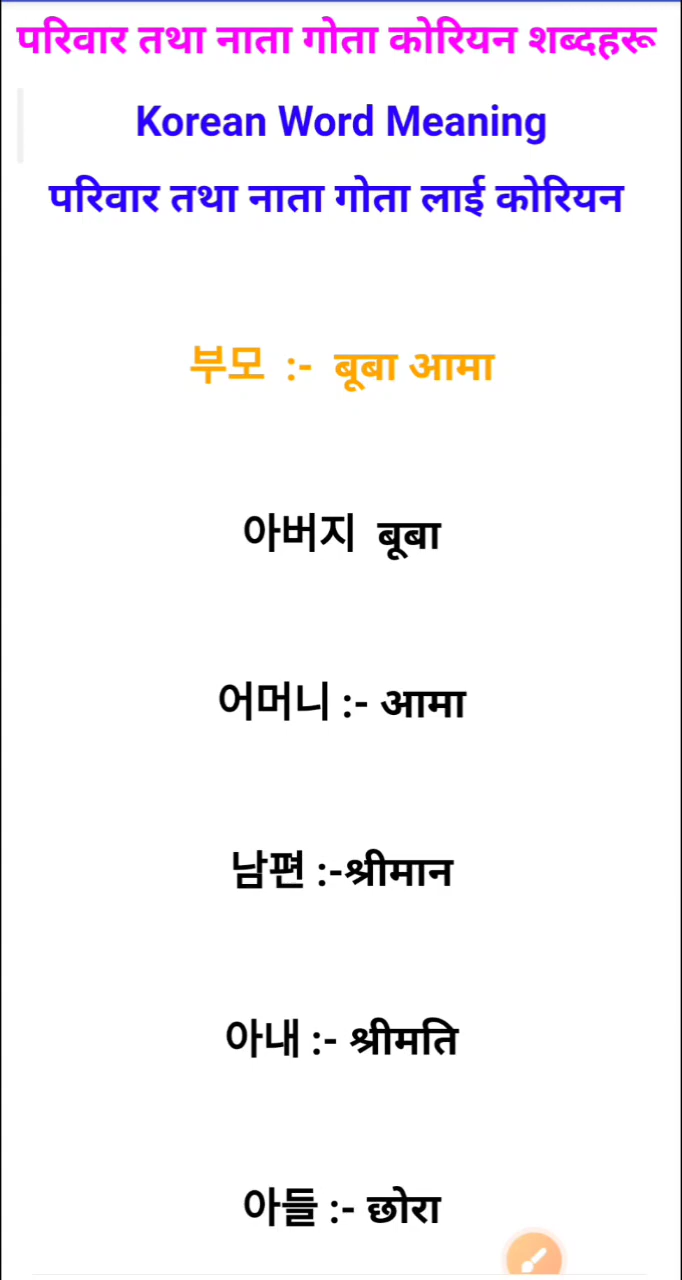 परिवार तथा नाता गोता कोरियन शब्दहरू
Korean Word Meaning
परिवार तथा नाता गोता लाई कोरियन
부모 :- बूबा आमा
아버지 बूबा
어머니 :- आमा
남편 :-श्रीमान
아내 :- श्रीमति
아들 :- छोरा